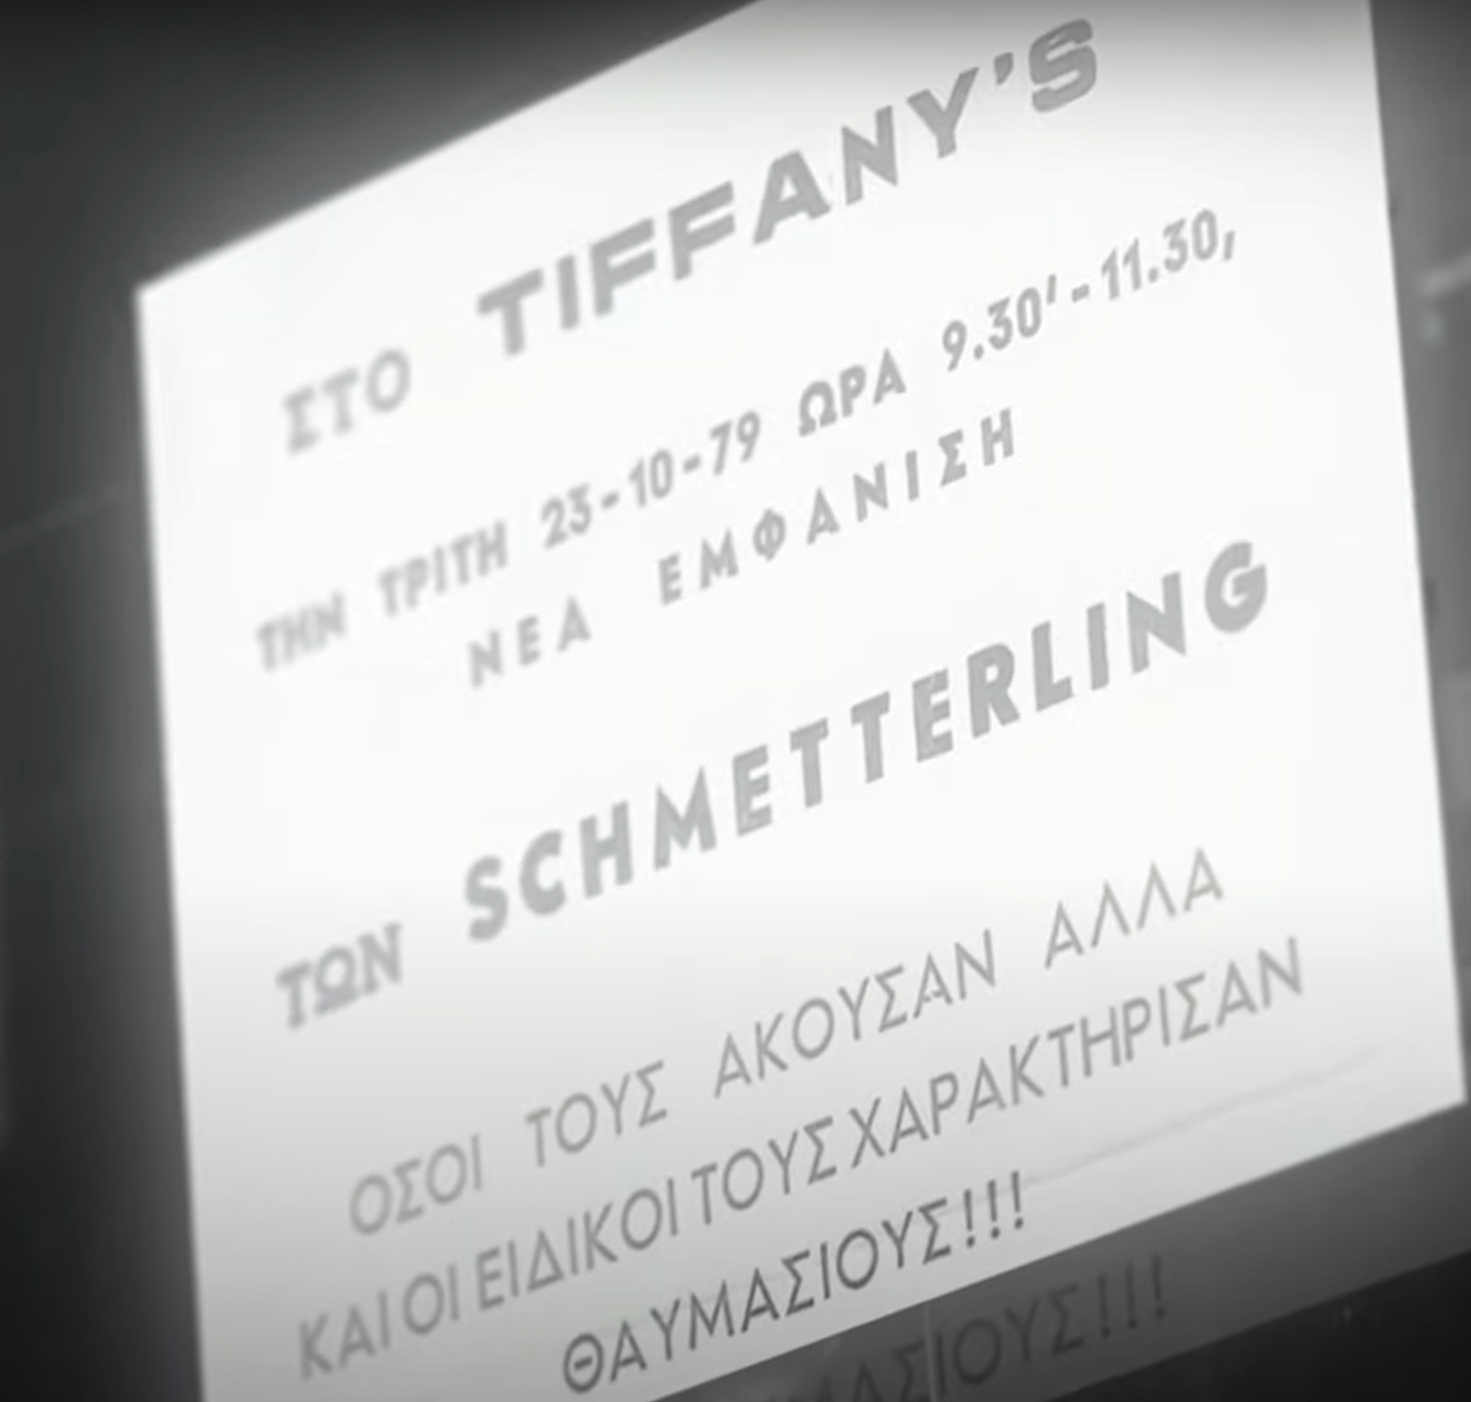 ΣΤΟ TIFFANY'S
ΤΗΝ ΤΡΙΤΗ 23-10-79 ΩΡΑ 9.30'-11.30,
ΝΕΑ ΕΜΦΑΝΙΣΗ
ΤΩΝ SCHMETTERLING
ΟΣΟΙ ΤΟΥΣ ΑΚΟΥΣΑΝ ΑΛΛΑ
ΚΑΙ ΟΙ ΕΙΔΙΚΟΙ ΤΟΥΣ ΧΑΡΑΚΤΗΡΙΣΑΝ
ΘΑΥΜΑΣΙΟΥΣ!!!
ΜΑΣΙΟΥΣ!!!